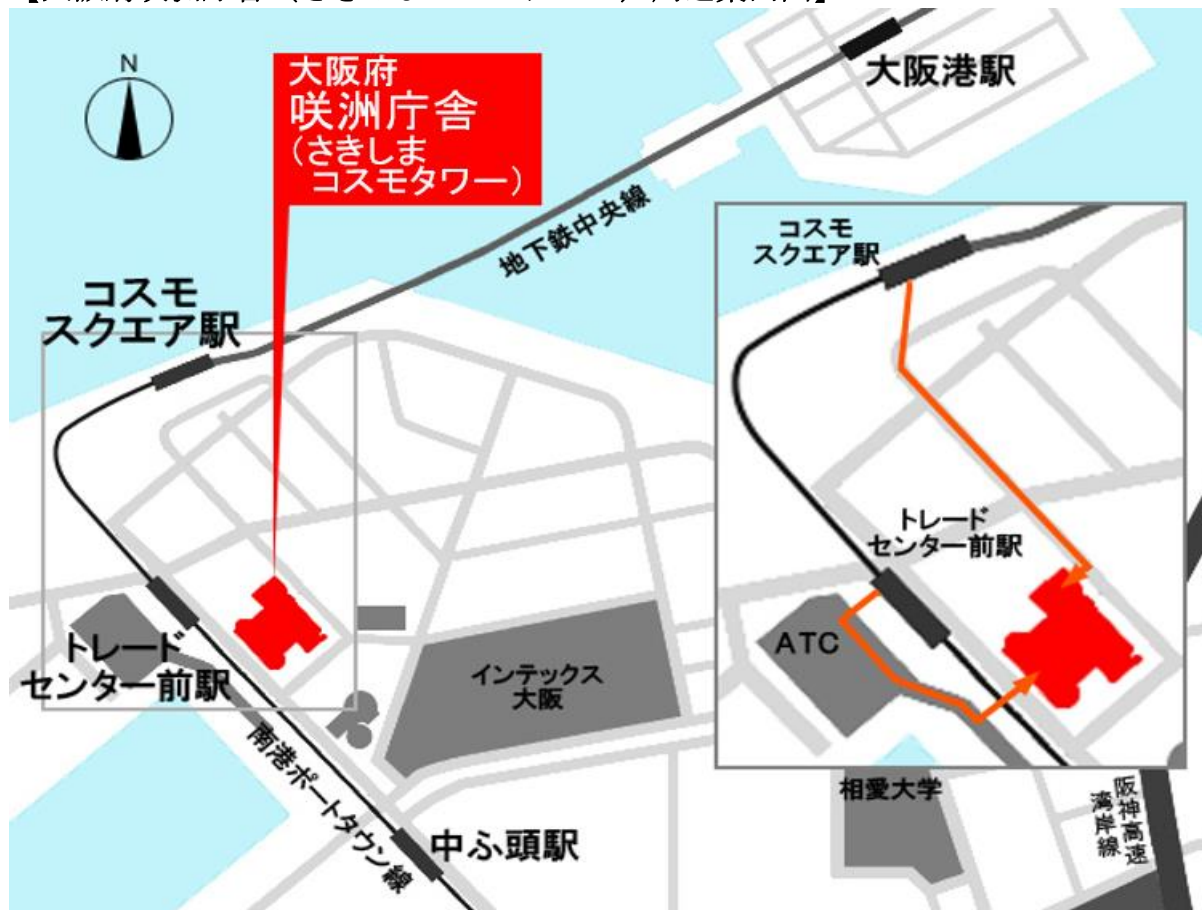 N
大阪府
咲洲庁舎
(さきしま
コスモタワー)
大阪港駅
地下鉄中央線
コスモ
スクエア駅
トレード
センター前駅
インテックス
大阪
南港ポートタウン線
中ふ頭駅
コスモ
スクエア駅
トレード
センター前駅
ATC
相愛大学
阪神高速
湾岸線